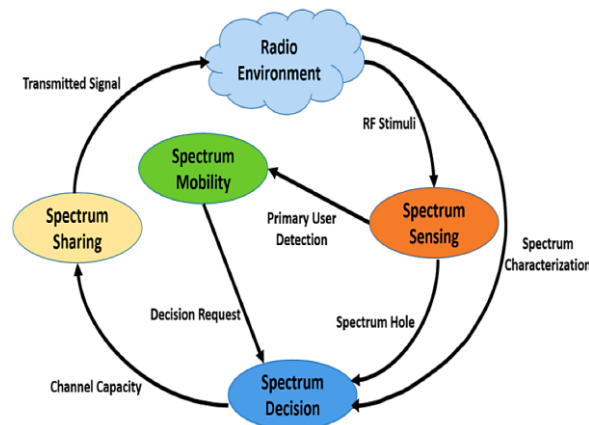 Radio
Environment
Transmitted Signal
RF Stimuli
Spectrum
Mobility
Spectrum
Sharing
Primary User
Detection
Spectrum
Sensing
Spectrum
Characterization
Decision Request
Spectrum Hole
Channel Capacity
Spectrum
Decision